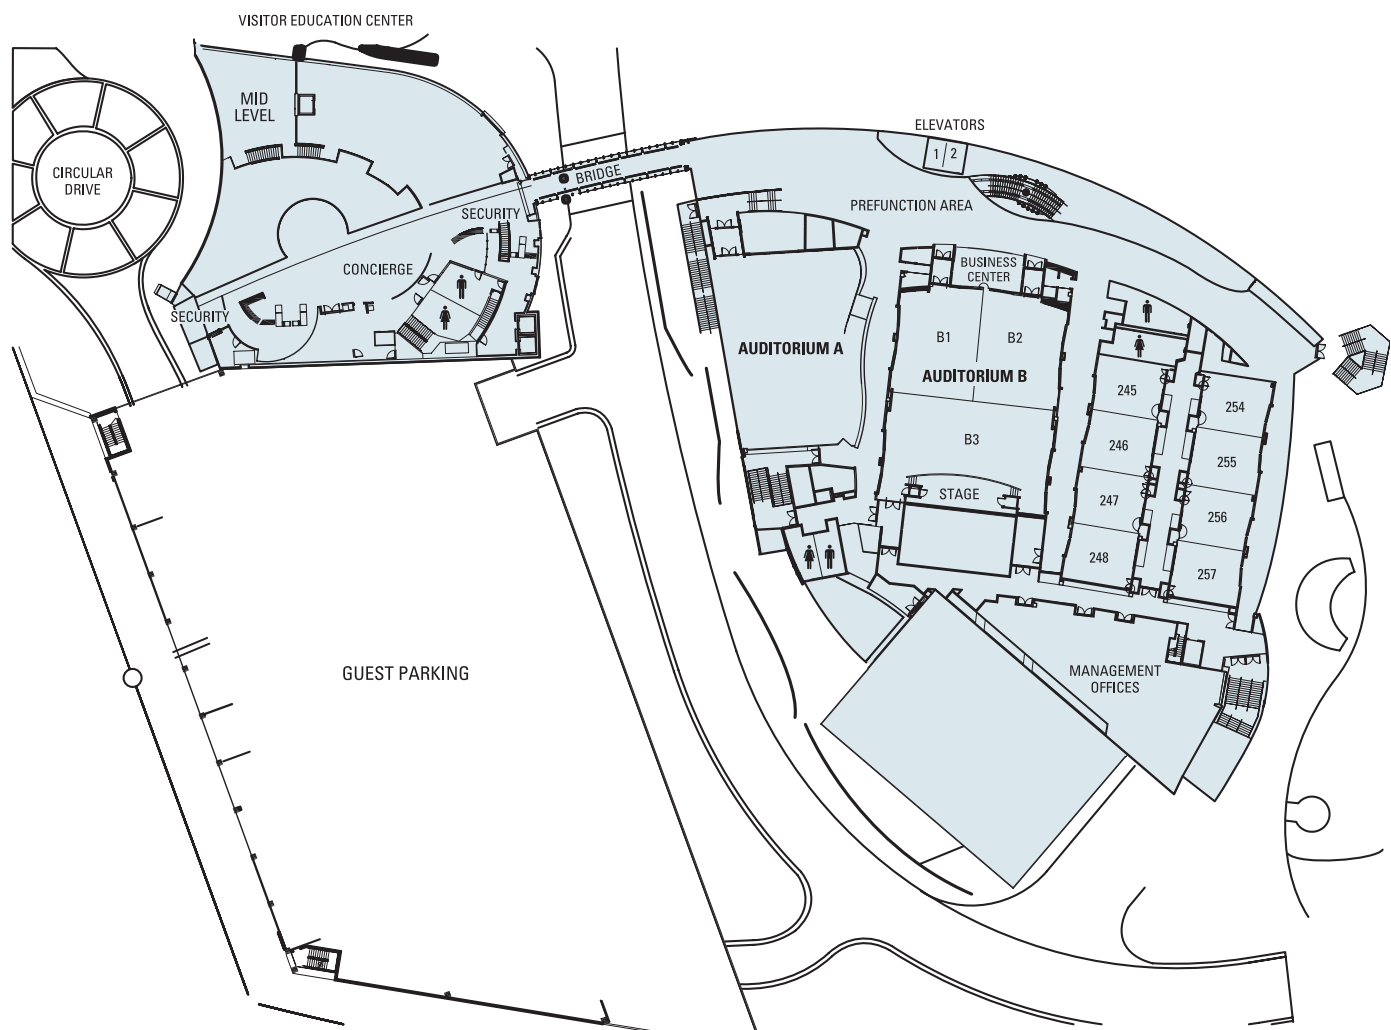 VISITOR EDUCATION CENTER
MID
LEVEL
ELEVATORS
1
2
CIRCULAR
DRIVE
BRIDGE
PREFUNCTION AREA
SECURITY
CONCIERGE
BUSINESS
CENTER
SECURITY
B1
B2
AUDITORIUM A
AUDITORIUM B
245
254
B3
246
255
STAGE
247
256
248
257
GUEST PARKING
MANAGEMENT
OFFICES